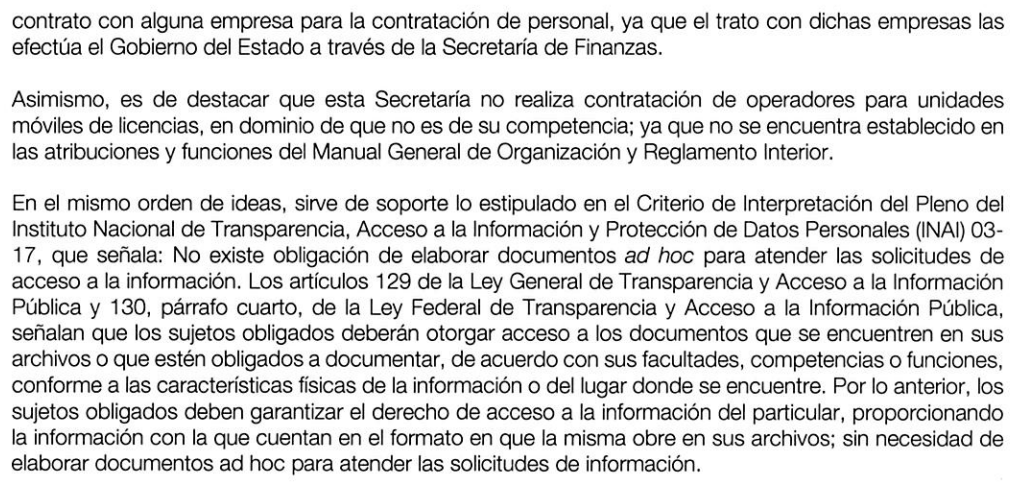 contrato con alguna empresa para la contratación de personal, ya que el trato con dichas empresas las
efectúa el Gobierno del Estado a través de la Secretaría de Finanzas.
Asimismo, es de destacar que esta Secretaría no realiza contratación de operadores para unidades
móviles de licencias, en dominio de que no es de su competencia; ya que no se encuentra establecido en
las atribuciones y funciones del Manual General de Organización y Reglamento Interior.
En el mismo orden de ideas, sirve de soporte lo estipulado en el Criterio de Interpretación del Pleno del
Instituto Nacional de Transparencia, Acceso a la Información y Protección de Datos Personales (INAI) 03-
17, que señala: No existe obligación de elaborar documentos ad hoc para atender las solicitudes de
acceso a la información. Los artículos 129 de la Ley General de Transparencia y Acceso a la Información
Pública y 130, párrafo cuarto, de la Ley Federal de Transparencia y Acceso a la Información Pública,
señalan que los sujetos obligados deberán otorgar acceso a los documentos que se encuentren en sus
archivos o que estén obligados a documentar, de acuerdo con sus facultades, competencias o funciones,
conforme a las características físicas de la información o del lugar donde se encuentre. Por lo anterior, los
sujetos obligados deben garantizar el derecho de acceso a la información del particular, proporcionando
la información con la que cuentan en el formato en que la misma obre en sus archivos; sin necesidad de
elaborar documentos ad hoc para atender las solicitudes de información.